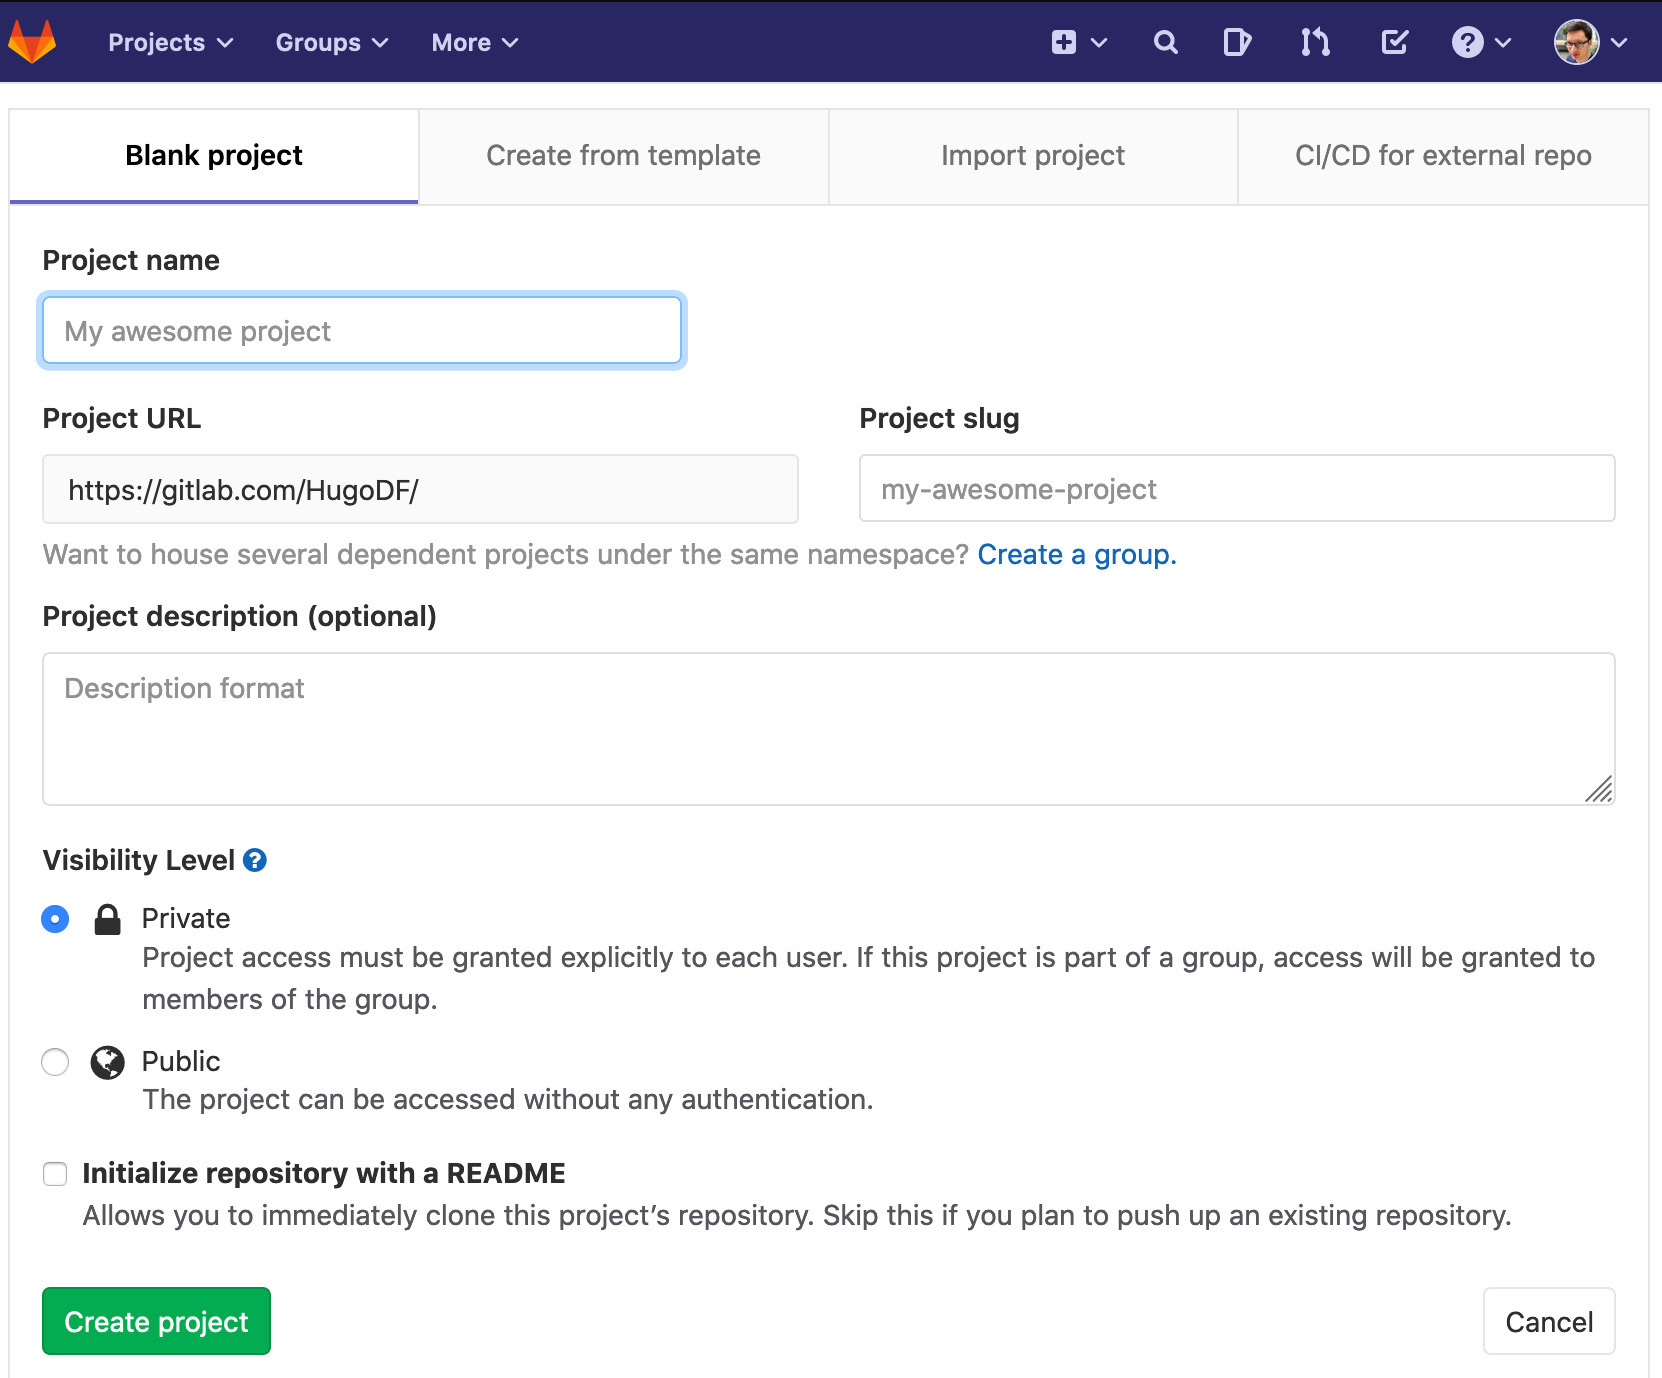 Projects Groups More
Blank project Create from template Import project CI/CD for external repo
Project name
My awesome project
Project URL Project slug
https://gitlab.com/HugoDF/ my-awesome-project
Want to house several dependent projects under the same namespace? Create a group.
Project description (optional)
Description format
Visibility Level ?
Private
Project access must be granted explicitly to each user. If this project is part of a group, access will be granted to
members of the group.
Public
The project can be accessed without any authentication.
Initialize repository with a README
Allows you to immediately clone this project’s repository. Skip this if you plan to push up an existing repository.
Create project Cancel